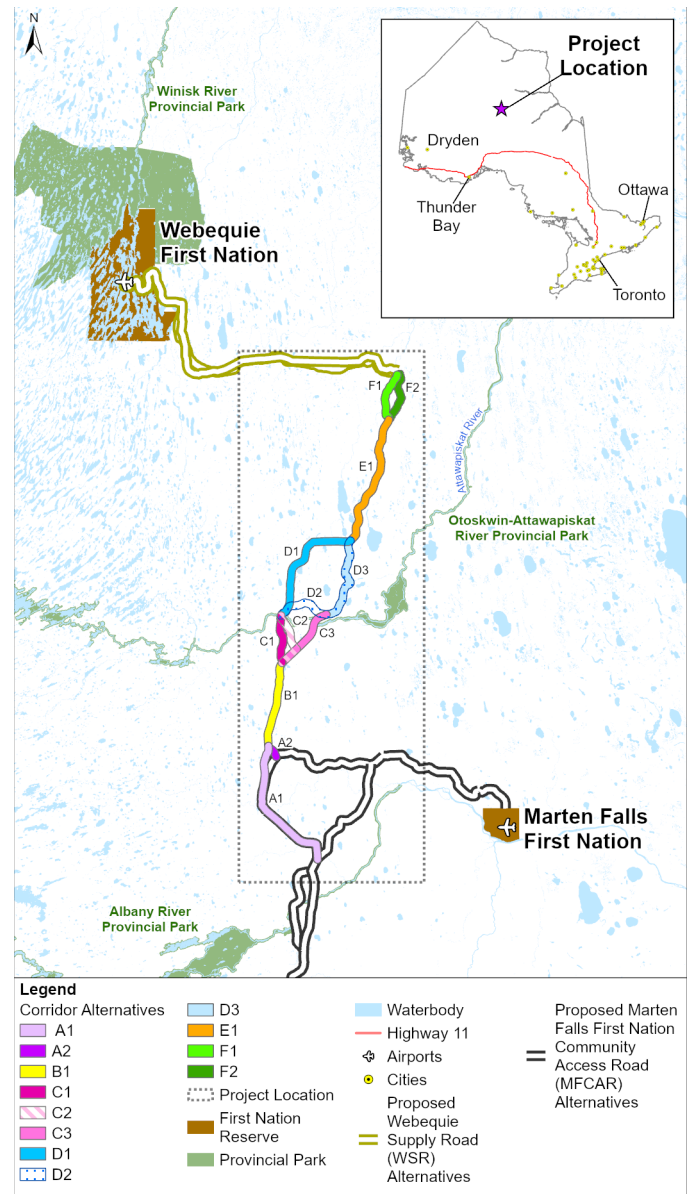 N
Winisk River
Provincial Park
Webequie
First Nation
Project
Location
Dryden
Thunder
Bay
Ottawa
Toronto
F1
F2
E1
Attawapiskat River
Otoskwin-Attawapiskat
River Provincial Park
D1
D3
D2
C2
C3
C1
B1
A2
A1
Marten Falls
First Nation
Albany River
Provincial Park
Legend
Corridor Alternatives
A1
A2
B1
C1
C2
C3
D1
D2
D3
E1
F1
F2
Project Location
First Nation
Reserve
Provincial Park
Waterbody
Highway 11
Airports
Cities
Proposed
Webequie
Supply Road
(WSR)
Alternatives
Proposed Marten
Falls First Nation
Community
Access Road
(MFCAR)
Alternatives